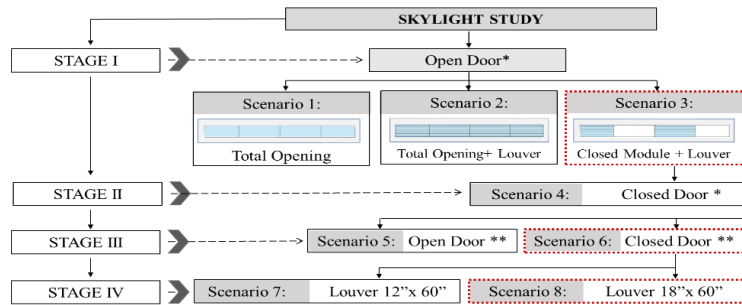 SKYLIGHT STUDY
STAGE I
Open Door*
Scenario 1:
Total Opening
Scenario 2:
Total Opening+ Louver
Scenario 3:
Closed Module + Louver
STAGE II
Scenario 4: Closed Door *
STAGE III
Scenario 5: Open Door **
Scenario 6: Closed Door **
STAGE IV
Scenario 7: Louver 12”x 60”
Scenario 8: Louver 18”x 60”